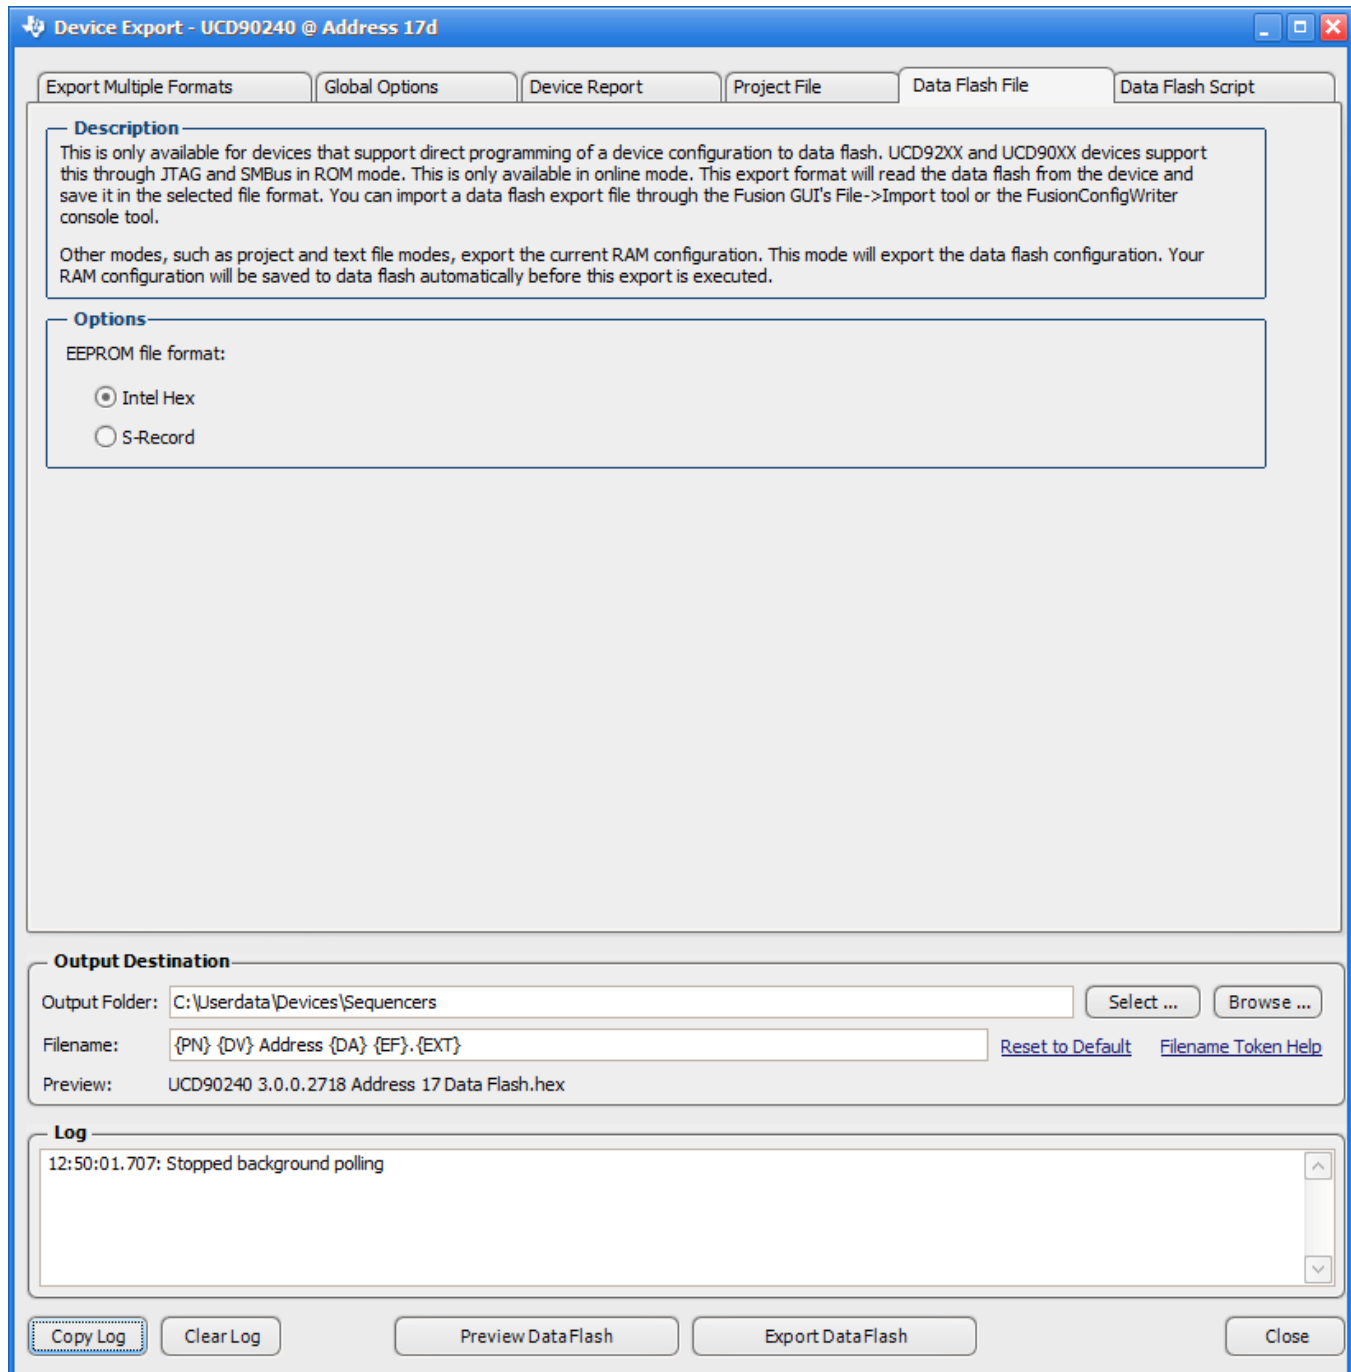 Device Export - UCD90240 @ Address 17d
Export Multiple Formats
Global Options
Device Report
Project File
Data Flash File
Data Flash Script
Description
This is only available for devices that support direct programming of a device configuration to data flash. UCD92XX and UCD90XX devices support
this through JTAG and SMBus in ROM mode. This is only available in online mode. This export format will read the data flash from the device and
save it in the selected file format. You can import a data flash export file through the Fusion GUI's File->Import tool or the FusionConfigWriter
console tool.
Other modes, such as project and text file modes, export the current RAM configuration. This mode will export the data flash configuration. Your
RAM configuration will be saved to data flash automatically before this export is executed.
Options
EEPROM file format:
Intel Hex
S-Record
Output Destination
Output Folder: C:\Userdata\Devices\Sequencers Select ... Browse ...
Filename: {PN} {DV} Address {DA} {EF}.{EXT} Reset to Default Filename Token Help
Preview: UCD90240 3.0.0.2718 Address 17 Data Flash.hex
Log
12:50:01.707: Stopped background polling
Copy Log Clear Log Preview Data Flash Export Data Flash Close